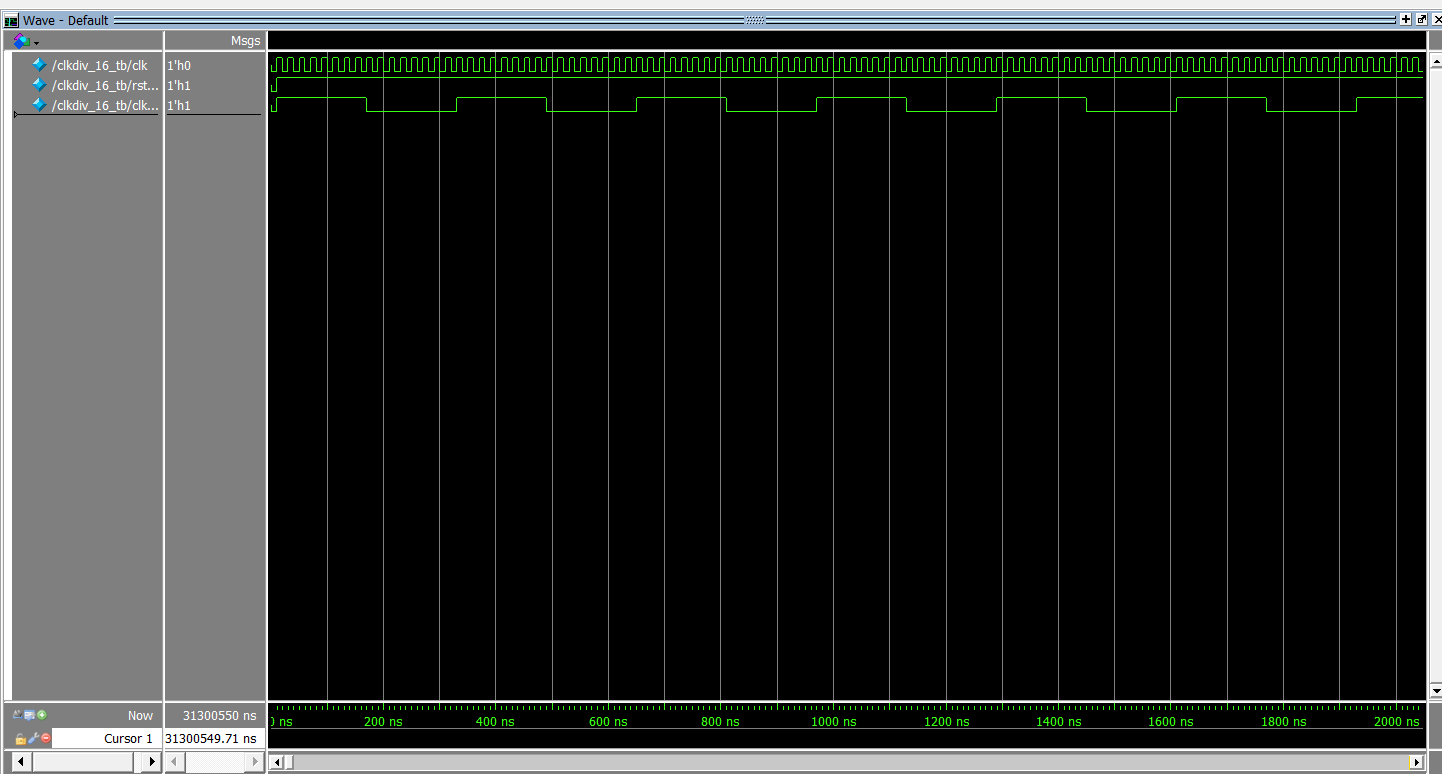 Wave - Default
Msgs
/clkdiv_16_tb/clk 1'h0
/clkdiv_16_tb/rst... 1'h1
/clkdiv_16_tb/clk... 1'h1
Now 31300550 ns
Cursor 1 31300549.71 ns
0 ns 200 ns 400 ns 600 ns 800 ns 1000 ns 1200 ns 1400 ns 1600 ns 1800 ns 2000 ns